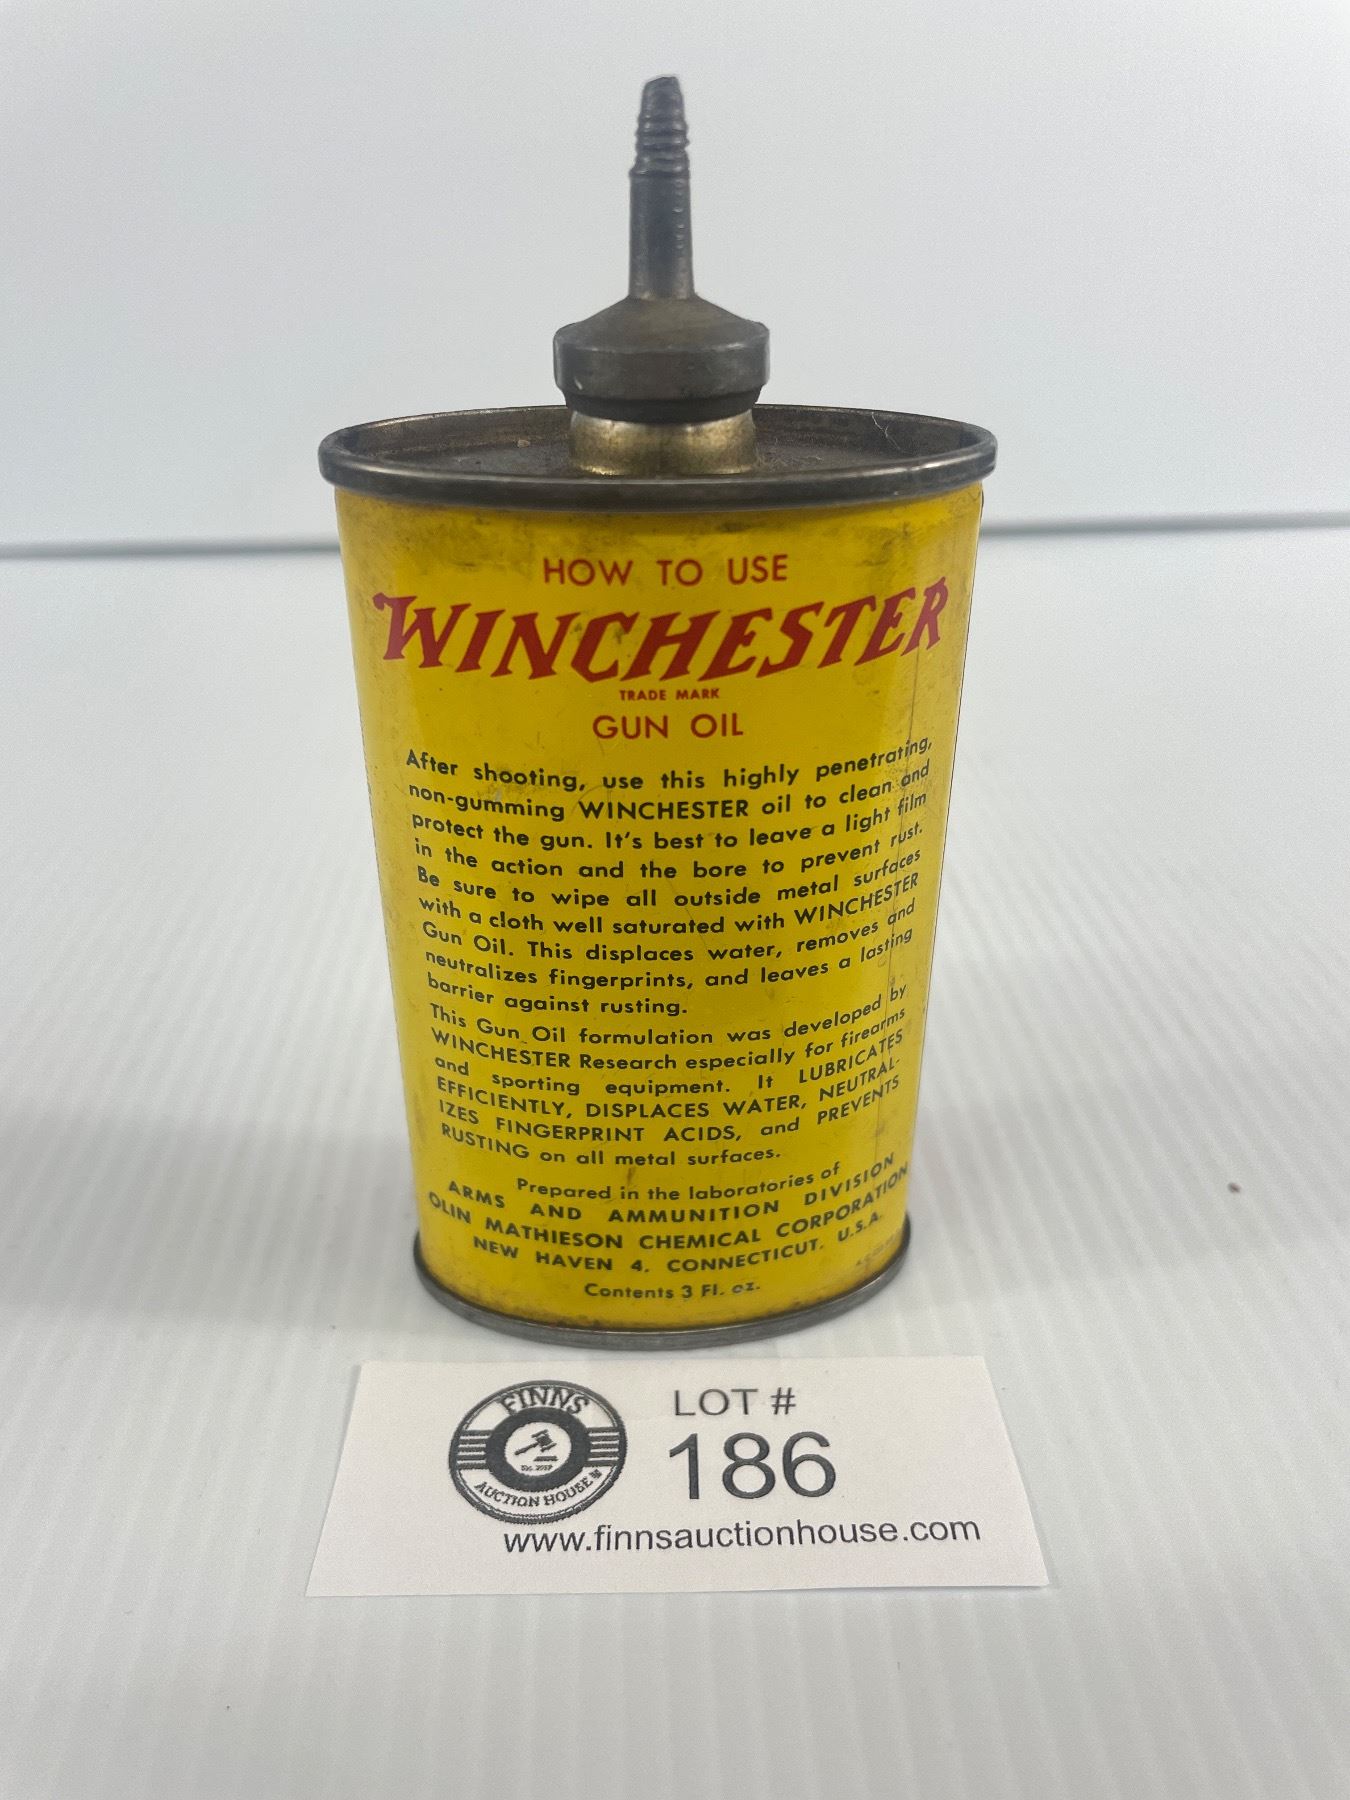 HOW TO USE
WINCHESTER
TRADE MARK
GUN OIL
After shooting, use this highly penetrating,
non-gumming WINCHESTER oil to clean and
protect the gun. It's best to leave a light film
in the action and the bore to prevent rust.
Be sure to wipe all outside metal surfaces
with a cloth well saturated with WINCHESTER
Gun Oil. This displaces water, removes and
neutralizes fingerprints, and leaves a lasting
barrier against rusting.
This Gun Oil formulation was developed by
WINCHESTER Research especially for firearms
and sporting equipment. It LUBRICATES
EFFICIENTLY, DISPLACES WATER, NEUTRAL-
IZES FINGERPRINT ACIDS, and PREVENTS
RUSTING on all metal surfaces.
Prepared in the laboratories of
ARMS AND AMMUNITION DIVISION
OLIN MATHIESON CHEMICAL CORPORATION
NEW HAVEN 4, CONNECTICUT, U.S.A.
Contents 3 Fl. oz.
FINNS
AUCTION HOUSE
LOT #
186
www.finnsauctionhouse.com